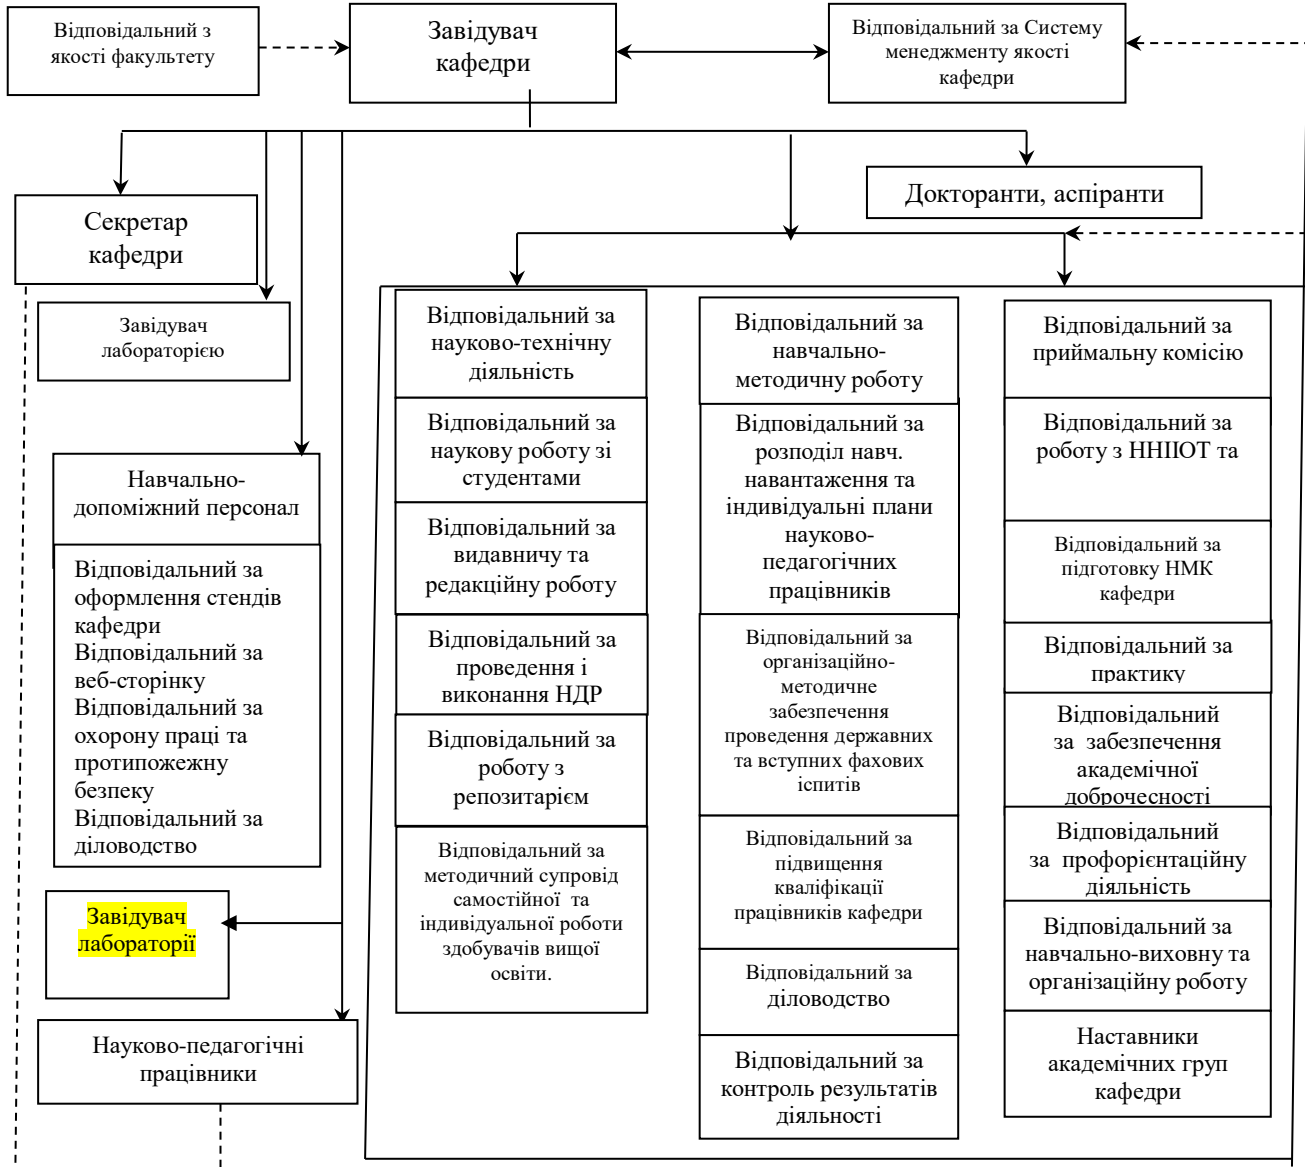 Відповідальний з
якості факультету
Завідувач
кафедри
Відповідальний за Систему
менеджменту якості
кафедри
Докторанти, аспіранти
Секретар
кафедри
Завідувач
лабораторією
Навчально-
допоміжний персонал
Відповідальний за
оформлення стендів
кафедри
Відповідальний за
веб-сторінку
Відповідальний за
охорону праці та
протипожежну
безпеку
Відповідальний за
діловодство
Завідувач
лабораторії
Науково-педагогічні
працівники
Відповідальний за
науково-технічну
діяльність
Відповідальний за
наукову роботу зі
студентами
Відповідальний за
видавничу та
редакційну роботу
Відповідальний за
проведення і
виконання НДР
Відповідальний за
роботу з
репозитарієм
Відповідальний за
методичний супровід
самостійної та
індивідуальної роботи
здобувачів вищої
освіти.
Відповідальний за
навчально-
методичну роботу
Відповідальний за
розподіл навч.
навантаження та
індивідуальні плани
науково-
педагогічних
працівників
Відповідальний за
організаційно-
методичне
забезпечення
проведення державних
та вступних фахових
іспитів
Відповідальний за
підвищення
кваліфікації
працівників кафедри
Відповідальний за
діловодство
Відповідальний за
контроль результатів
діяльності
Відповідальний за
приймальну комісію
Відповідальний за
роботу з ННІІОТ та
Відповідальний за
підготовку НМК
кафедри
Відповідальний за
практику
Відповідальний
за забезпечення
академічної
доброчесності
Відповідальний
за профорієнтаційну
діяльність
Відповідальний за
навчально-виховну та
організаційну роботу
Наставники
академічних груп
кафедри